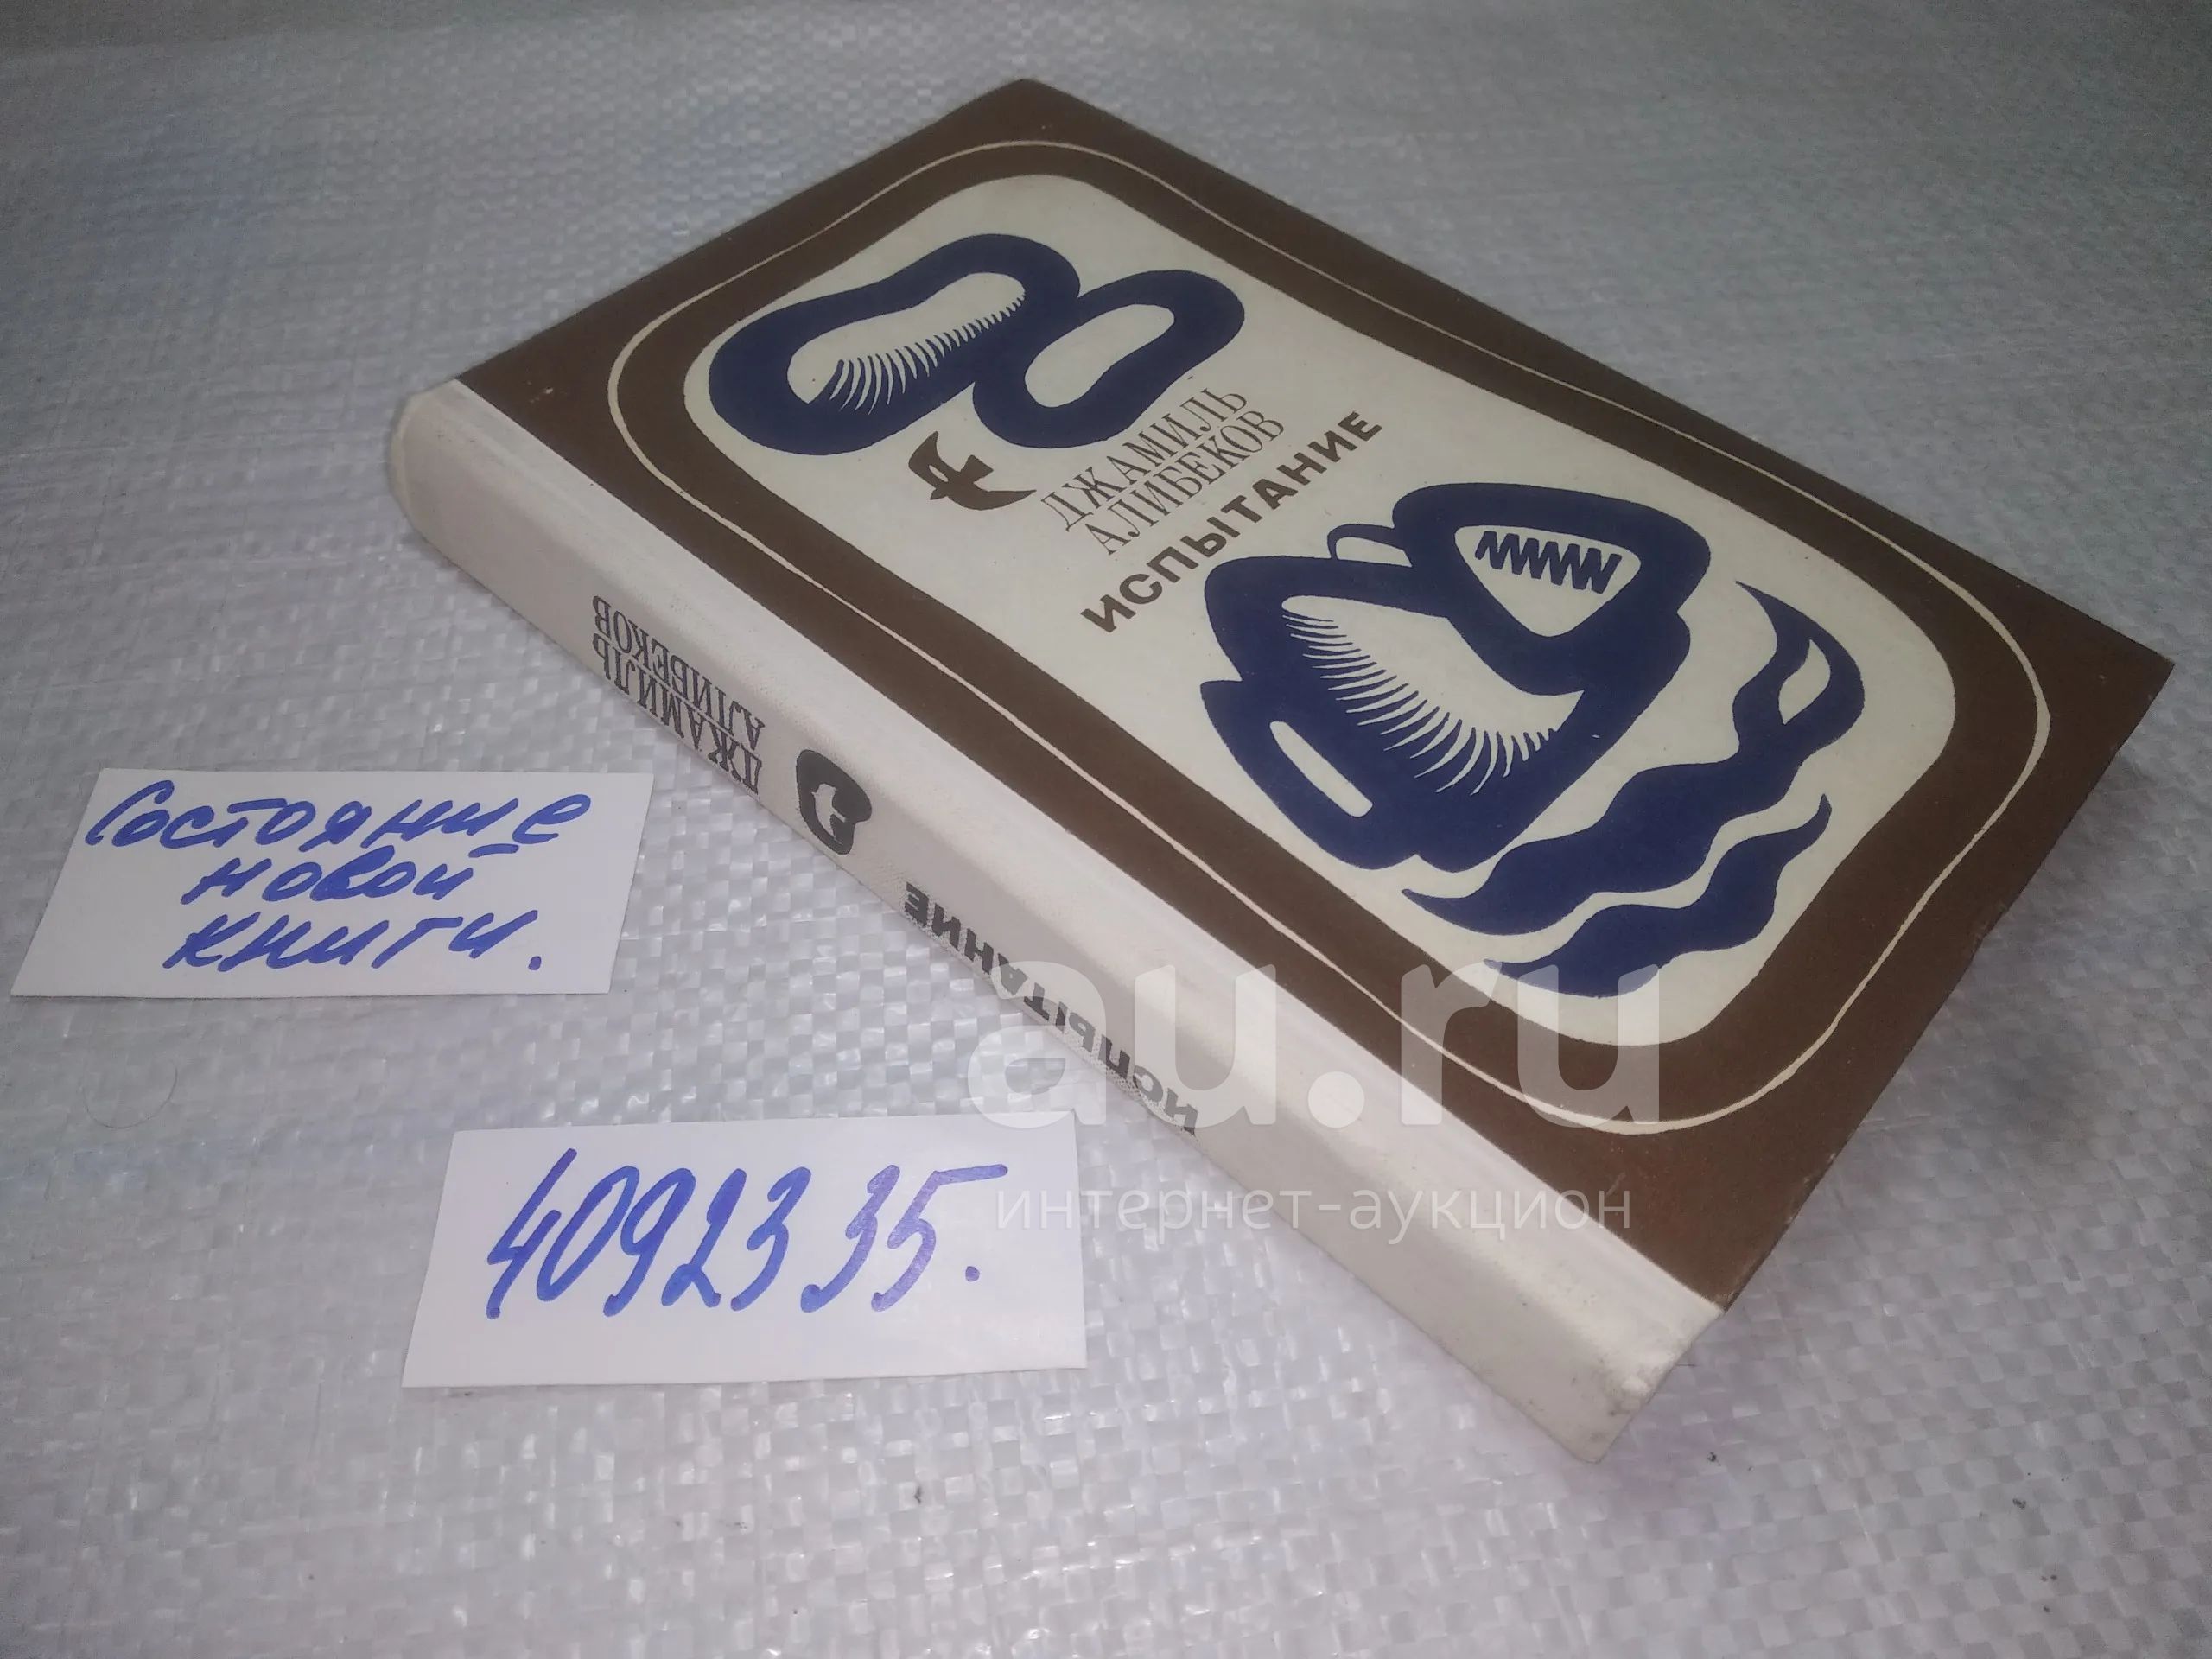 ДЖАМИЛЬ
АЛИБЕКОВ
ИСПЫТАНИЕ
ДЖАМИЛЬ
АЛИБЕКОВ
ИСПЫТАНИЕ
Состояние
новой
книги.
4092335.
au.ru
интернет-аукцион